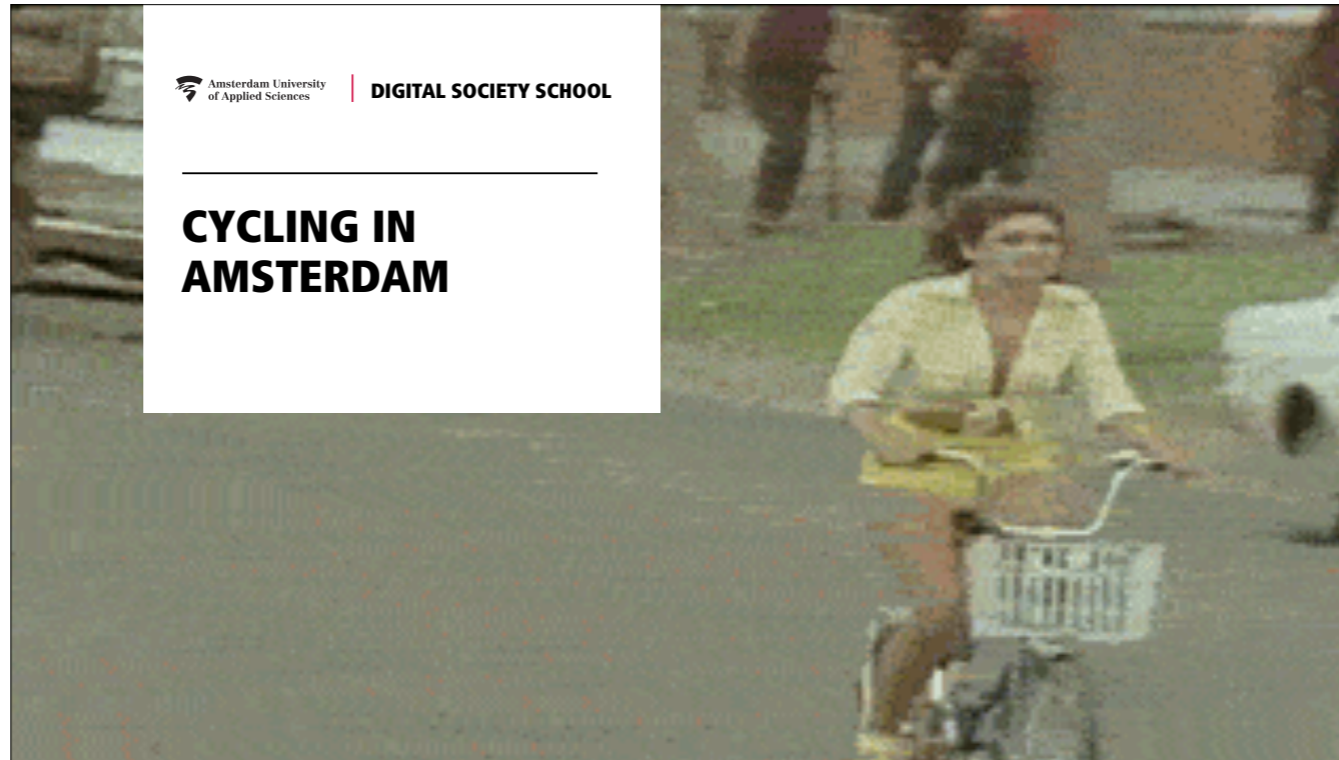 Amsterdam University
of Applied Sciences
DIGITAL SOCIETY SCHOOL
CYCLING IN
AMSTERDAM